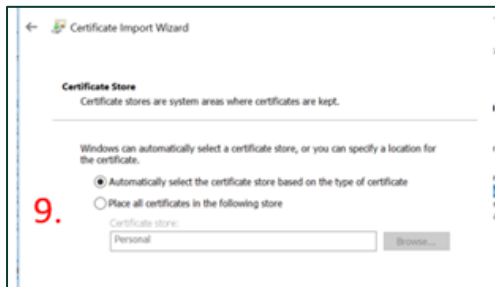 Certificate Import Wizard
Certificate Store
Certificate stores are system areas where certificates are kept.
Windows can automatically select a certificate store, or you can specify a location for
the certificate.
Automatically select the certificate store based on the type of certificate
Place all certificates in the following store
9.
Certificate store:
Personal
Browse...